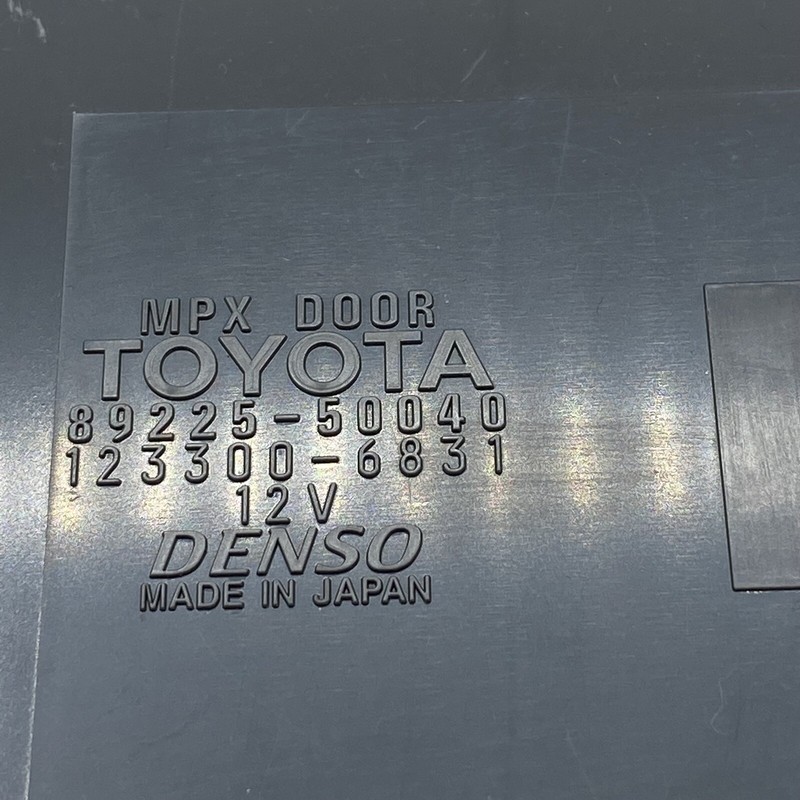 MPX DOOR
TOYOTA
89225-50040
123300-6831
12V
DENSO
MADE IN JAPAN